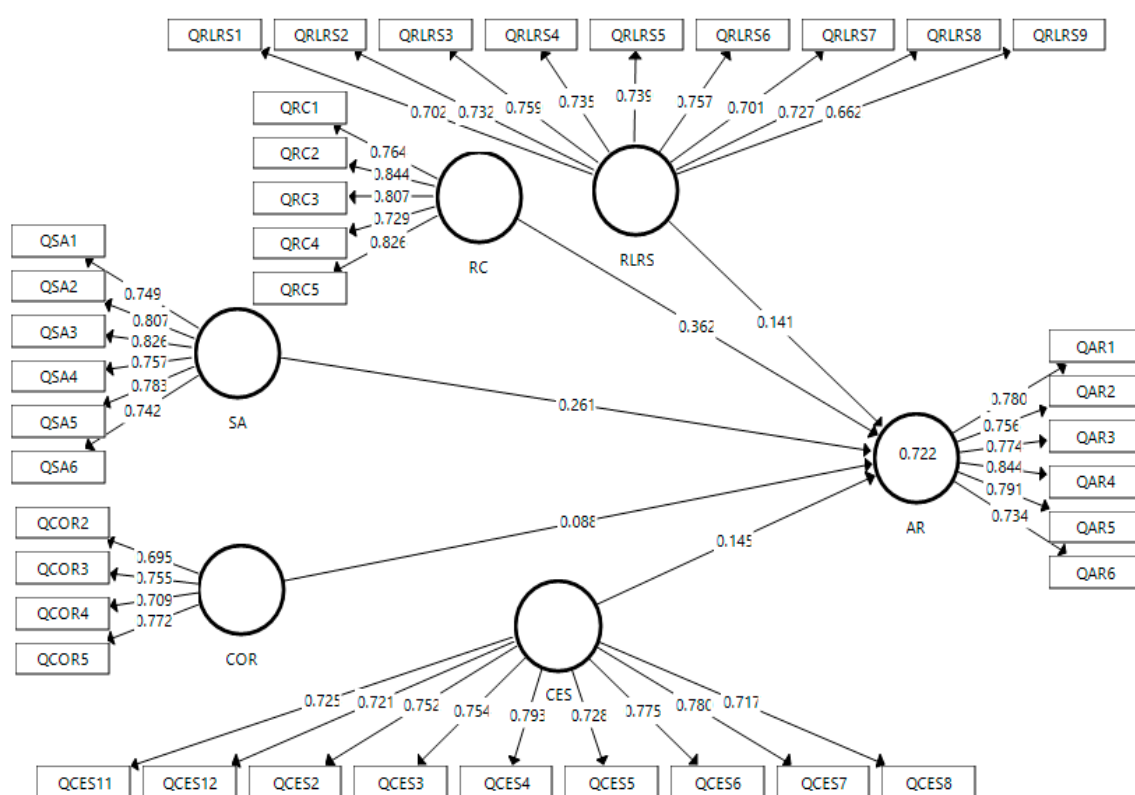 QRLRS1 QRLRS2 QRLRS3 QRLRS4 QRLRS5 QRLRS6 QRLRS7 QRLRS8 QRLRS9
0.702 0.732 0.759 0.735 0.739 0.757 0.701 0.727 0.662
QRC1
QRC2
QRC3
QRC4
QRC5
0.764
0.844
0.807
0.729
0.826
RC
RLRS
QSA1
QSA2
QSA3
QSA4
QSA5
QSA6
0.749
0.807
0.826
0.757
0.783
0.742
SA
0.362
0.141
0.261
0.088
0.145
QAR1
QAR2
QAR3
QAR4
QAR5
QAR6
0.780
0.756
0.774
0.844
0.791
0.734
0.722
AR
QCOR2
QCOR3
QCOR4
QCOR5
0.695
0.755
0.709
0.772
COR
CES
0.725 0.721 0.752 0.754 0.793 0.728 0.775 0.780 0.717
QCES11 QCES12 QCES2 QCES3 QCES4 QCES5 QCES6 QCES7 QCES8